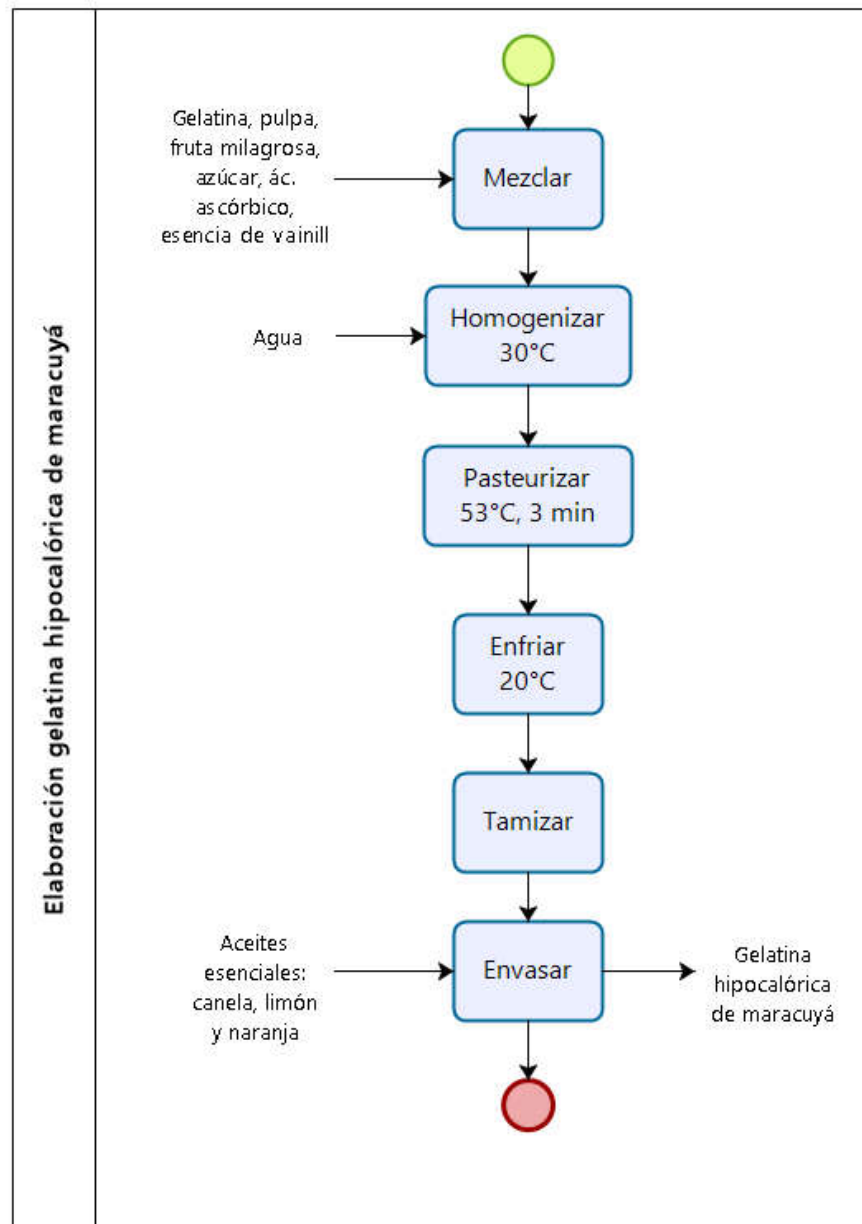 Elaboración gelatina hipocalórica de maracuyá
Gelatina, pulpa,
fruta milagrosa,
azúcar, ác.
ascórbico,
esencia de vainill
Mezclar
Agua
Homogenizar
30°C
Pasteurizar
53°C, 3 min
Enfriar
20°C
Tamizar
Aceites
esenciales:
canela, limón
y naranja
Envasar
Gelatina
hipocalórica
de maracuyá